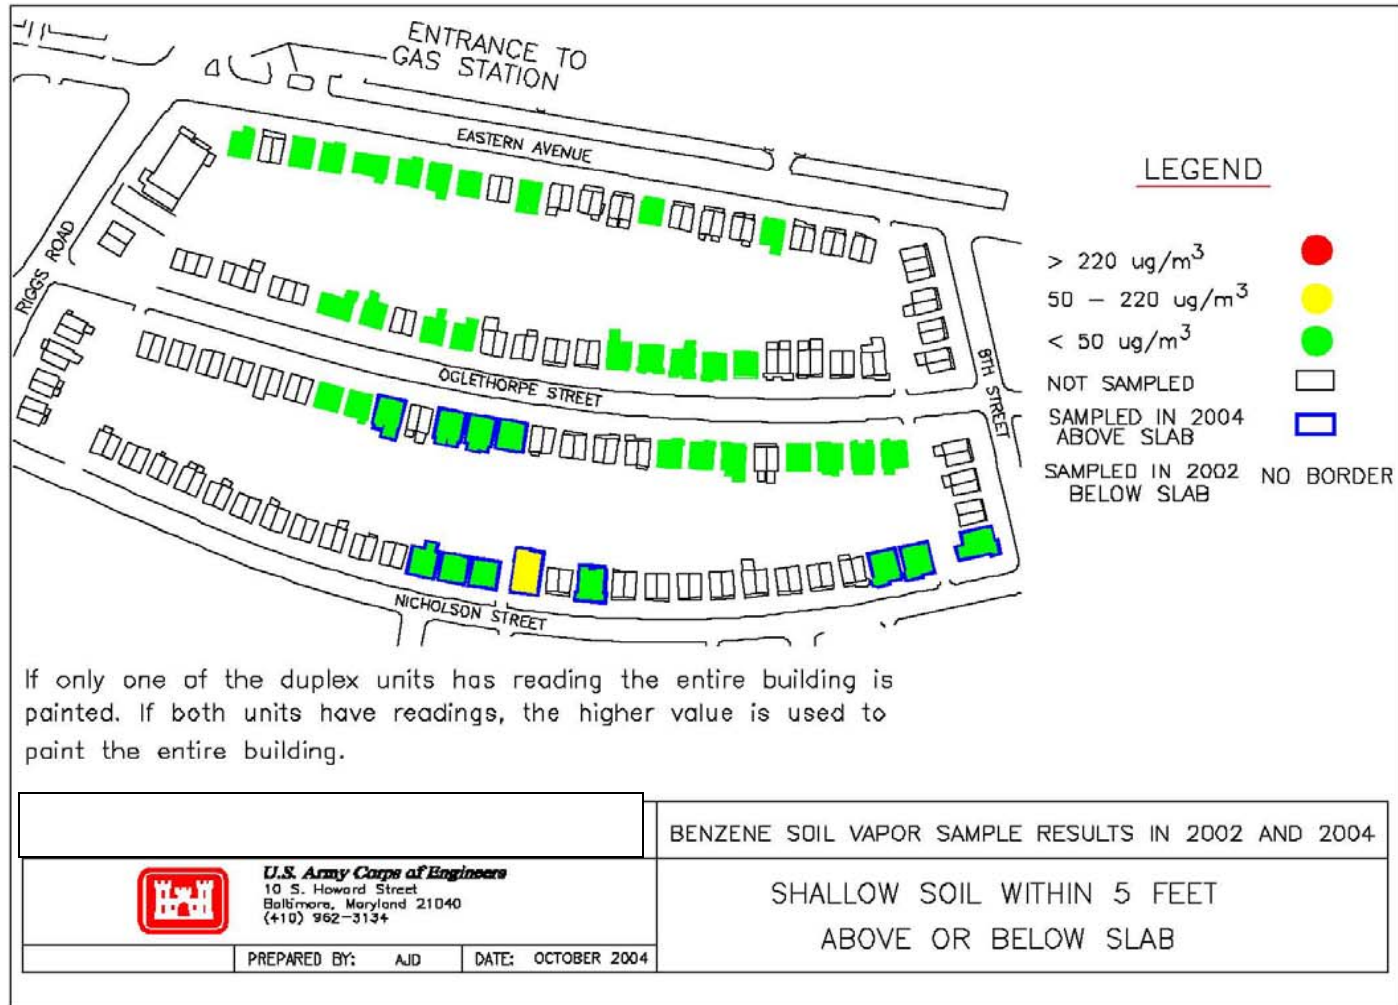 ENTRANCE TO
GAS STATION
EASTERN AVENUE
RIGGS ROAD
OGLETHORPE STREET
8TH STREET
NICHOLSON STREET
LEGEND
> 220 ug/m³
50 – 220 ug/m³
< 50 ug/m³
NOT SAMPLED
SAMPLED IN 2004
ABOVE SLAB
SAMPLED IN 2002 NO BORDER
BELOW SLAB
If only one of the duplex units has reading the entire building is
painted. If both units have readings, the higher value is used to
paint the entire building.
BENZENE SOIL VAPOR SAMPLE RESULTS IN 2002 AND 2004
U.S. Army Corps of Engineers
10 S. Howard Street
Baltimore, Maryland 21040
(410) 962-3134
SHALLOW SOIL WITHIN 5 FEET
ABOVE OR BELOW SLAB
PREPARED BY: AJD DATE: OCTOBER 2004